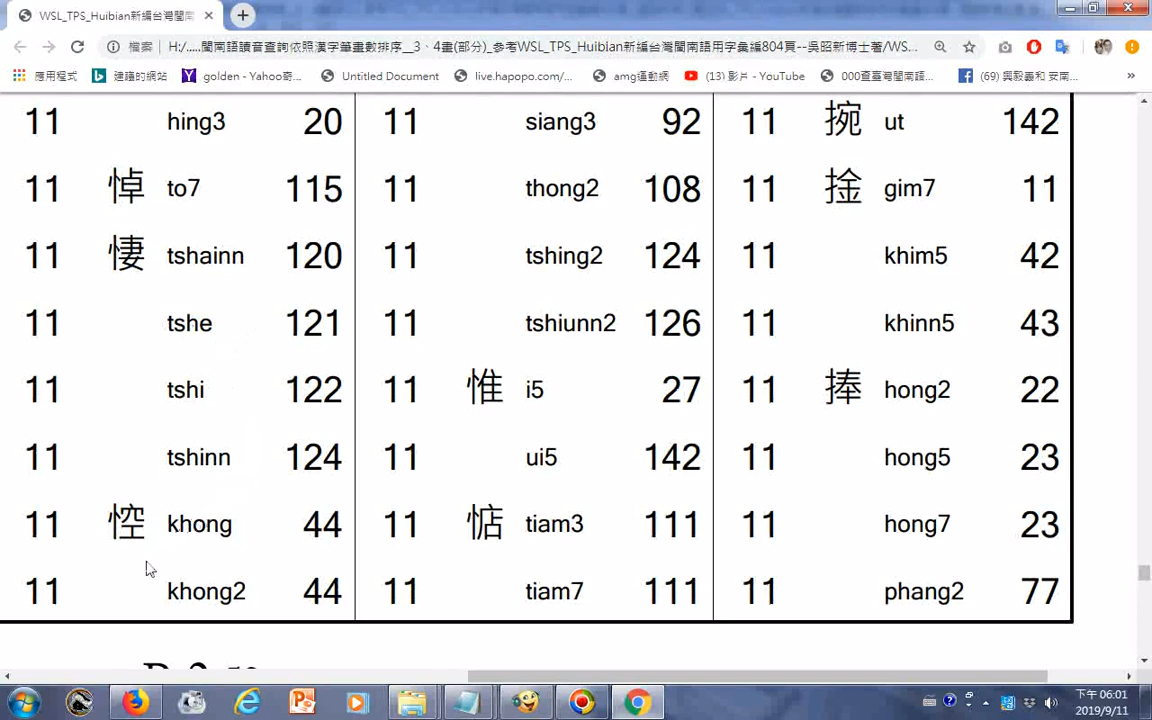 WSL_TPS_Huibian新編台灣閩南
檔案 H:/.....閩南語讀音查詢依照漢字筆畫數排序__3、4畫(部分)_参考WSL_TPS_Huibian新編台灣閩南語用字彙編804頁--吳昭新博士著/WS...
應用程式 建議的網站 golden - Yahoo奇... Untitled Document live.hapopo.com/... amg運動網 (13) 影片 - YouTube 000查臺灣閩南語... (69) 興毅義和 安南...
11 hing3 20 11 siang3 92 11 捥 ut 142
11 悼 to7 115 11 thong2 108 11 捦 gim7 11
11 悽 tshainn 120 11 tshing2 124 11 khim5 42
11 tshe 121 11 tshiunn2 126 11 khinn5 43
11 tshi 122 11 惟 i5 27 11 捧 hong2 22
11 tshinn 124 11 ui5 142 11 hong5 23
11 悾 khong 44 11 惦 tiam3 111 11 hong7 23
11 khong2 44 11 tiam7 111 11 phang2 77
下午 06:01
2019/9/11